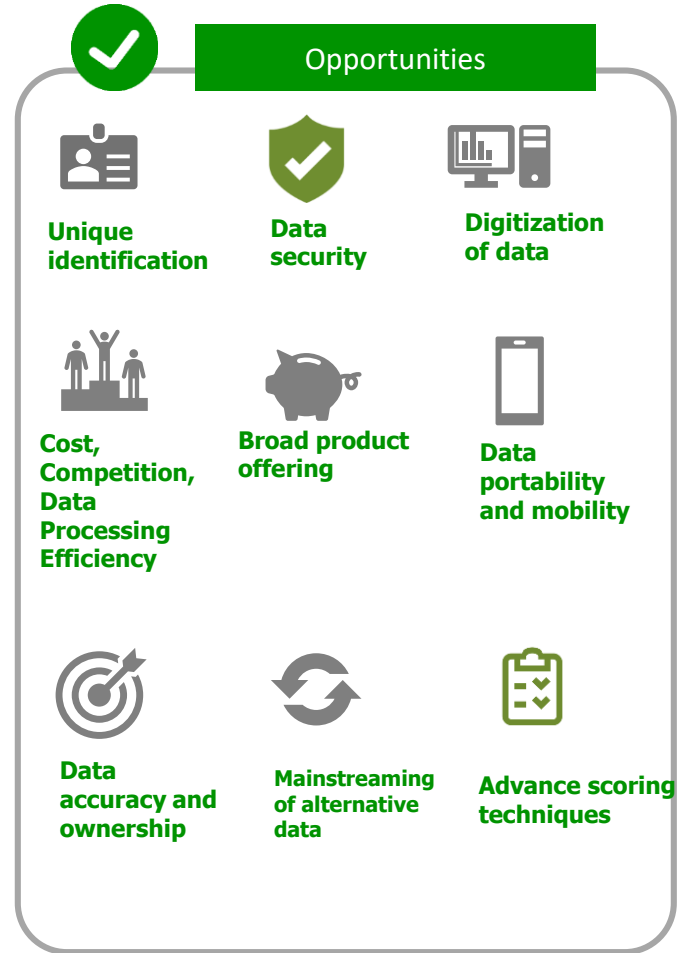 Opportunities
Unique
identification
Data
security
Digitization
of data
Cost,
Competition,
Data
Processing
Efficiency
Broad product
offering
Data
portability
and mobility
Data
accuracy and
ownership
Mainstreaming
of alternative
data
Advance scoring
techniques